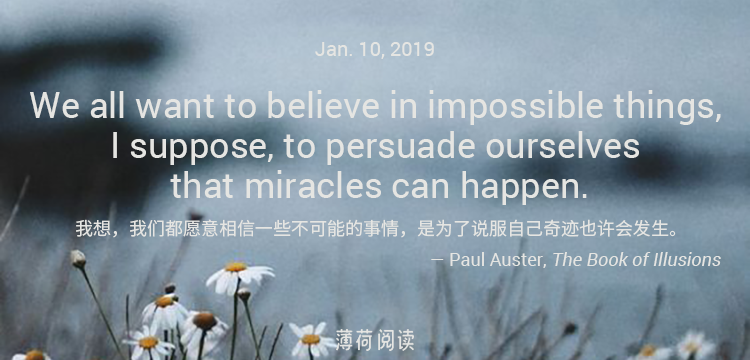 Jan. 10, 2019
We all want to believe in impossible things,
I suppose, to persuade ourselves
that miracles can happen.
我想，我们都愿意相信一些不可能的事情，是为了说服自己奇迹也许会发生。
— Paul Auster, The Book of Illusions
薄荷阅读